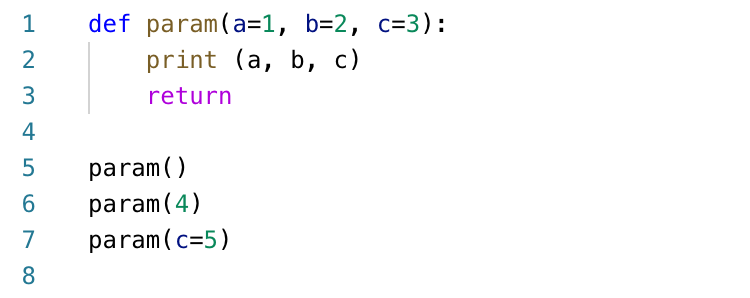 1 def param(a=1, b=2, c=3):
2     print (a, b, c)
3     return
4
5 param()
6 param(4)
7 param(c=5)
8